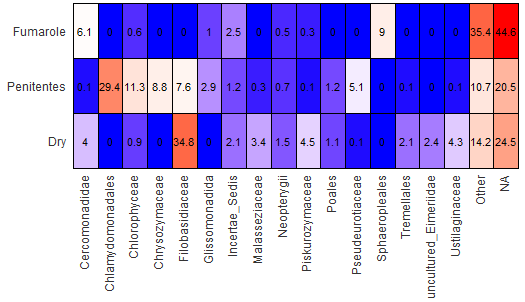 Fumarole 6.1 0 0.6 0 0 1 2.5 0 0.5 0.3 0 0 9 0 0 0 35.4 44.6
Penitentes 0.1 29.4 11.3 8.8 7.6 2.9 1.2 0.3 0.7 0.1 1.2 5.1 0 0.1 0 0.1 10.7 20.5
Dry 4 0 0.9 0 34.8 0 2.1 3.4 1.5 4.5 1.1 0.1 0 2.1 2.4 4.3 14.2 24.5
Cercomonadidae
Chlamydomonadales
Chlorophyceae
Chrysozymaceae
Filobasidiaceae
Glissomonadida
Incertae_Sedis
Malasseziaceae
Neopterygii
Piskurozymaceae
Poales
Pseudeurotiaceae
Sphaeropleales
Tremellales
uncultured_Eimeriidae
Ustilaginaceae
Other
NA